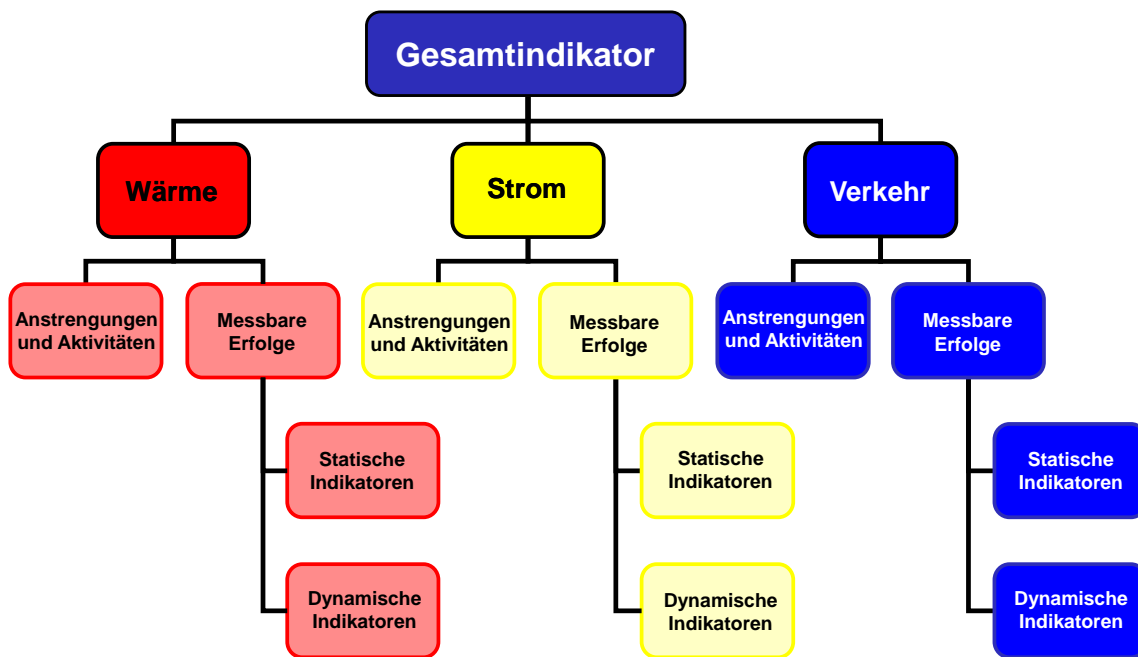 Gesamtindikator
Wärme
Strom
Verkehr
Anstrengungen
und Aktivitäten
Messbare
Erfolge
Anstrengungen
und Aktivitäten
Messbare
Erfolge
Anstrengungen
und Aktivitäten
Messbare
Erfolge
Statische
Indikatoren
Statische
Indikatoren
Statische
Indikatoren
Dynamische
Indikatoren
Dynamische
Indikatoren
Dynamische
Indikatoren